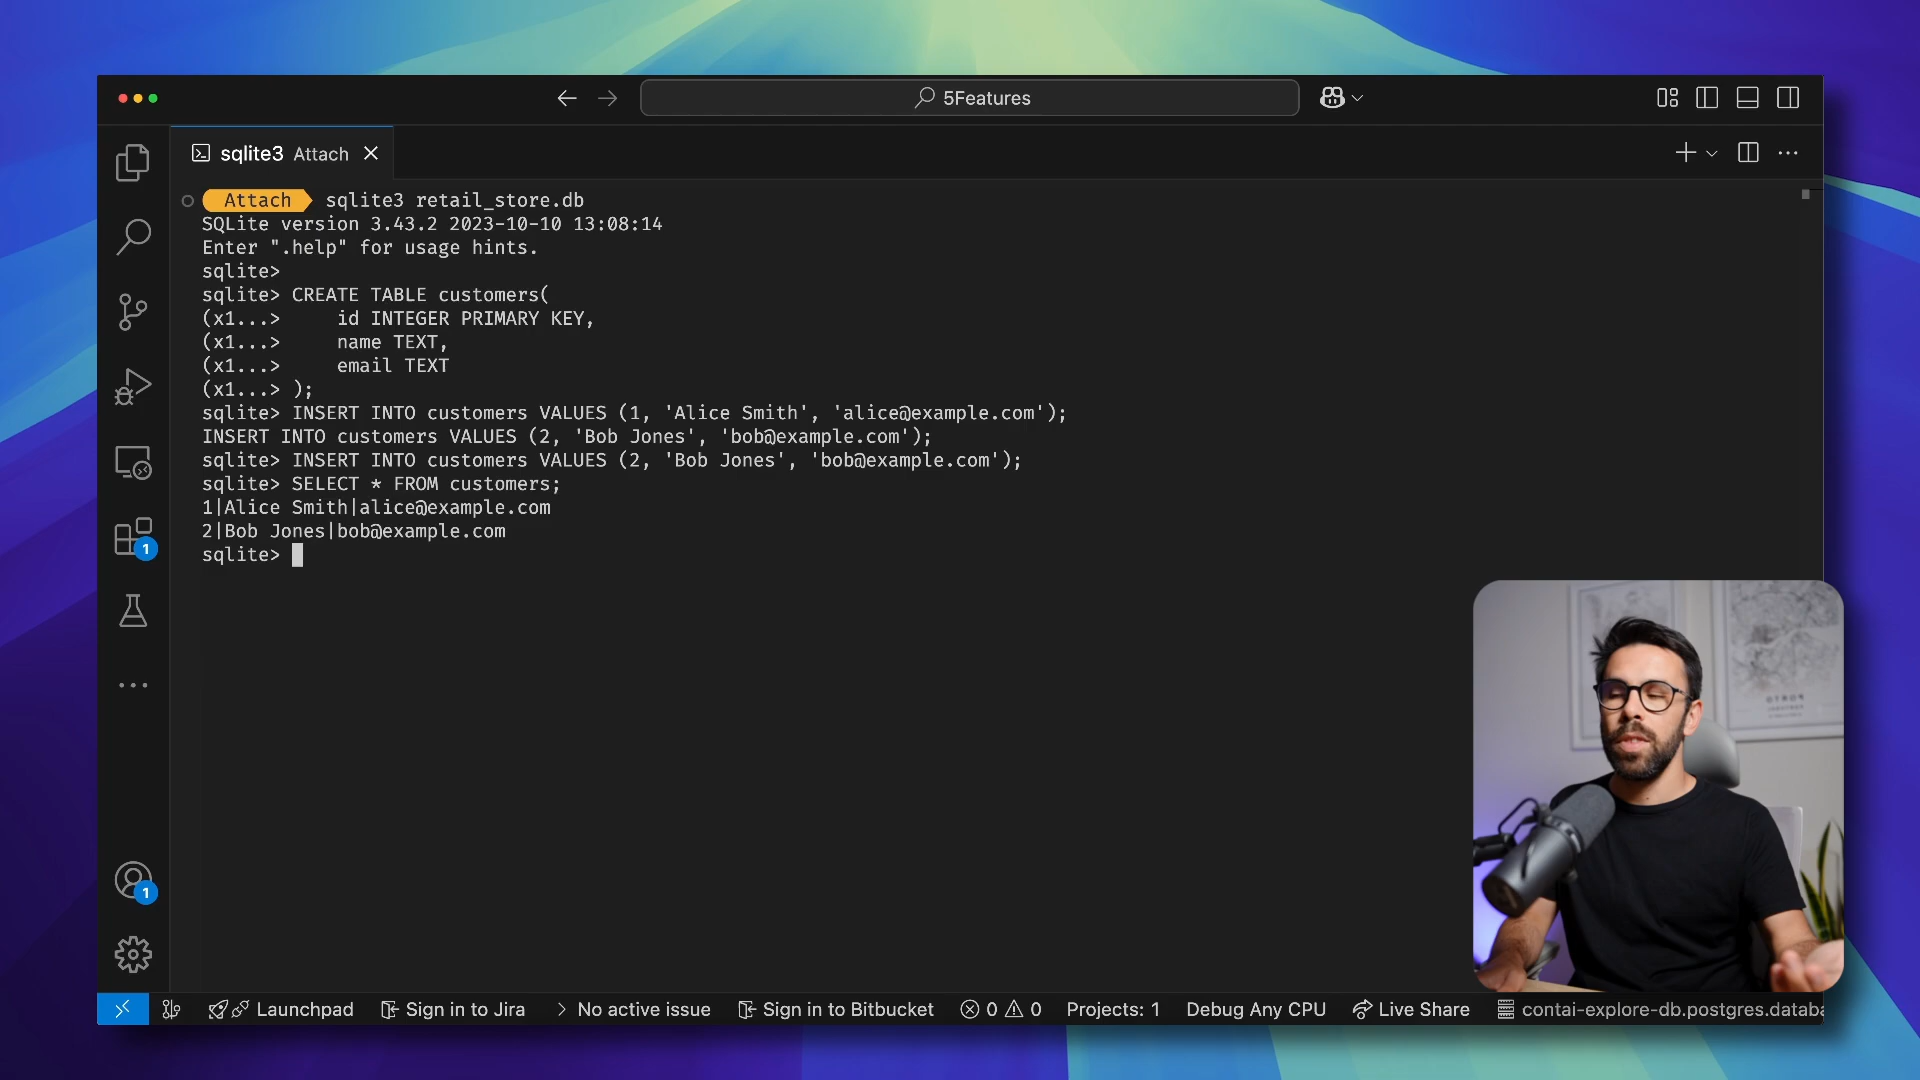 5Features
sqlite3 Attach
Attach sqlite3 retail_store.db
SQLite version 3.43.2 2023-10-10 13:08:14
Enter ".help" for usage hints.
sqlite>
sqlite> CREATE TABLE customers(
(x1...>     id INTEGER PRIMARY KEY,
(x1...>     name TEXT,
(x1...>     email TEXT
(x1...> );
sqlite> INSERT INTO customers VALUES (1, 'Alice Smith', 'alice@example.com');
INSERT INTO customers VALUES (2, 'Bob Jones', 'bob@example.com');
sqlite> INSERT INTO customers VALUES (2, 'Bob Jones', 'bob@example.com');
sqlite> SELECT * FROM customers;
1|Alice Smith|alice@example.com
2|Bob Jones|bob@example.com
sqlite>
1
1
Launchpad Sign in to Jira > No active issue Sign in to Bitbucket 0 0 Projects: 1 Debug Any CPU Live Share contai-explore-db.postgres.databa